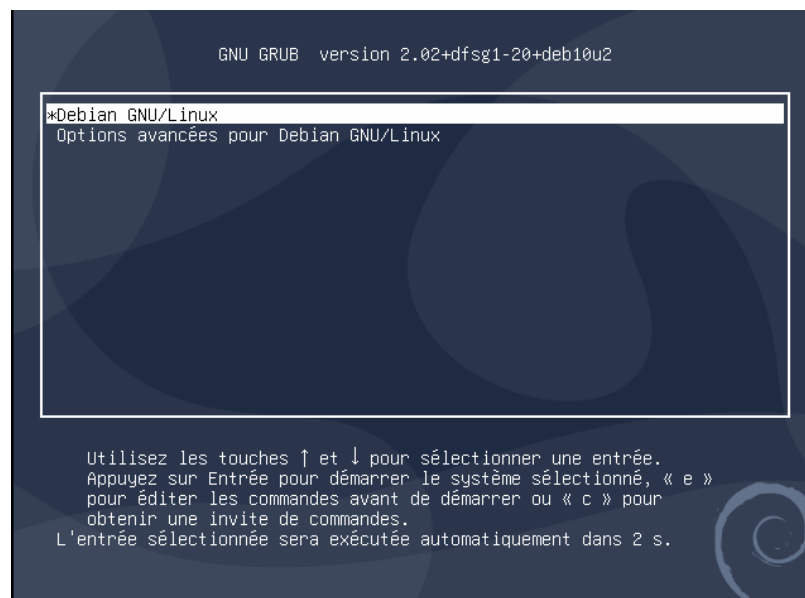 GNU GRUB  version 2.02+dfsg1-20+deb10u2
*Debian GNU/Linux
Options avancées pour Debian GNU/Linux
Utilisez les touches ↑ et ↓ pour sélectionner une entrée.
Appuyez sur Entrée pour démarrer le système sélectionné, « e »
pour éditer les commandes avant de démarrer ou « c » pour
obtenir une invite de commandes.
L'entrée sélectionnée sera exécutée automatiquement dans 2 s.